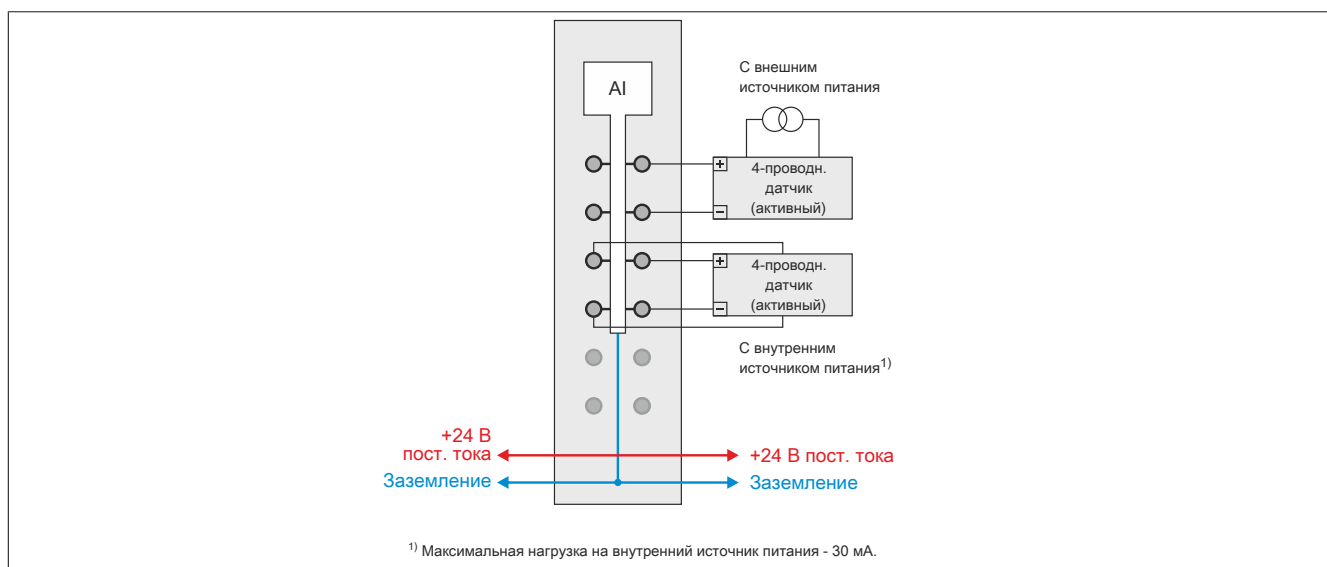 AI
С внешним
источником питания
+
4-проводн.
датчик
(активный)
−
+
4-проводн.
датчик
(активный)
−
С внутренним
источником питания1)
+24 В
пост. тока
+24 В пост. тока
Заземление
Заземление
1) Максимальная нагрузка на внутренний источник питания - 30 мА.